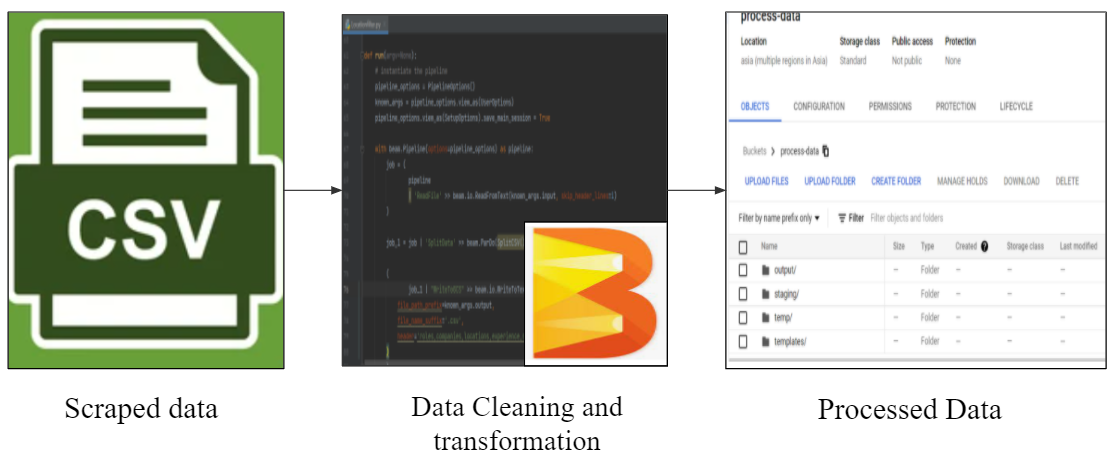 CSV
Scraped data
LocationFilter.py
def run(argv=None):
# instantiate the pipeline
pipeline_options = PipelineOptions()
known_args = pipeline_options.view_as(UserOptions)
pipeline_options.view_as(SetupOptions).save_main_session = True
with beam.Pipeline(options=pipeline_options) as pipeline:
job = (
pipeline
| 'ReadFile' >> beam.io.ReadFromText(known_args.input, skip_header_lines=1)
)
job_1 = job | 'SplitData' >> beam.ParDo(SplitCSV(
(
job_2 | 'WriteToGCS' >> beam.io.WriteToTe
file_path_prefix=known_args.output,
file_name_suffix='.csv',
header='roles,companies,locations,experience,
)
Data Cleaning and
transformation
process-data
Location Storage class Public access Protection
asia (multiple regions in Asia) Standard Not public None
OBJECTS CONFIGURATION PERMISSIONS PROTECTION LIFECYCLE
Buckets > process-data
UPLOAD FILES UPLOAD FOLDER CREATE FOLDER MANAGE HOLDS DOWNLOAD DELETE
Filter by name prefix only Filter Filter objects and folders
Name Size Type Created Storage class Last modified
output/ – Folder – – –
staging/ – Folder – – –
temp/ – Folder – – –
templates/ – Folder – – –
Processed Data